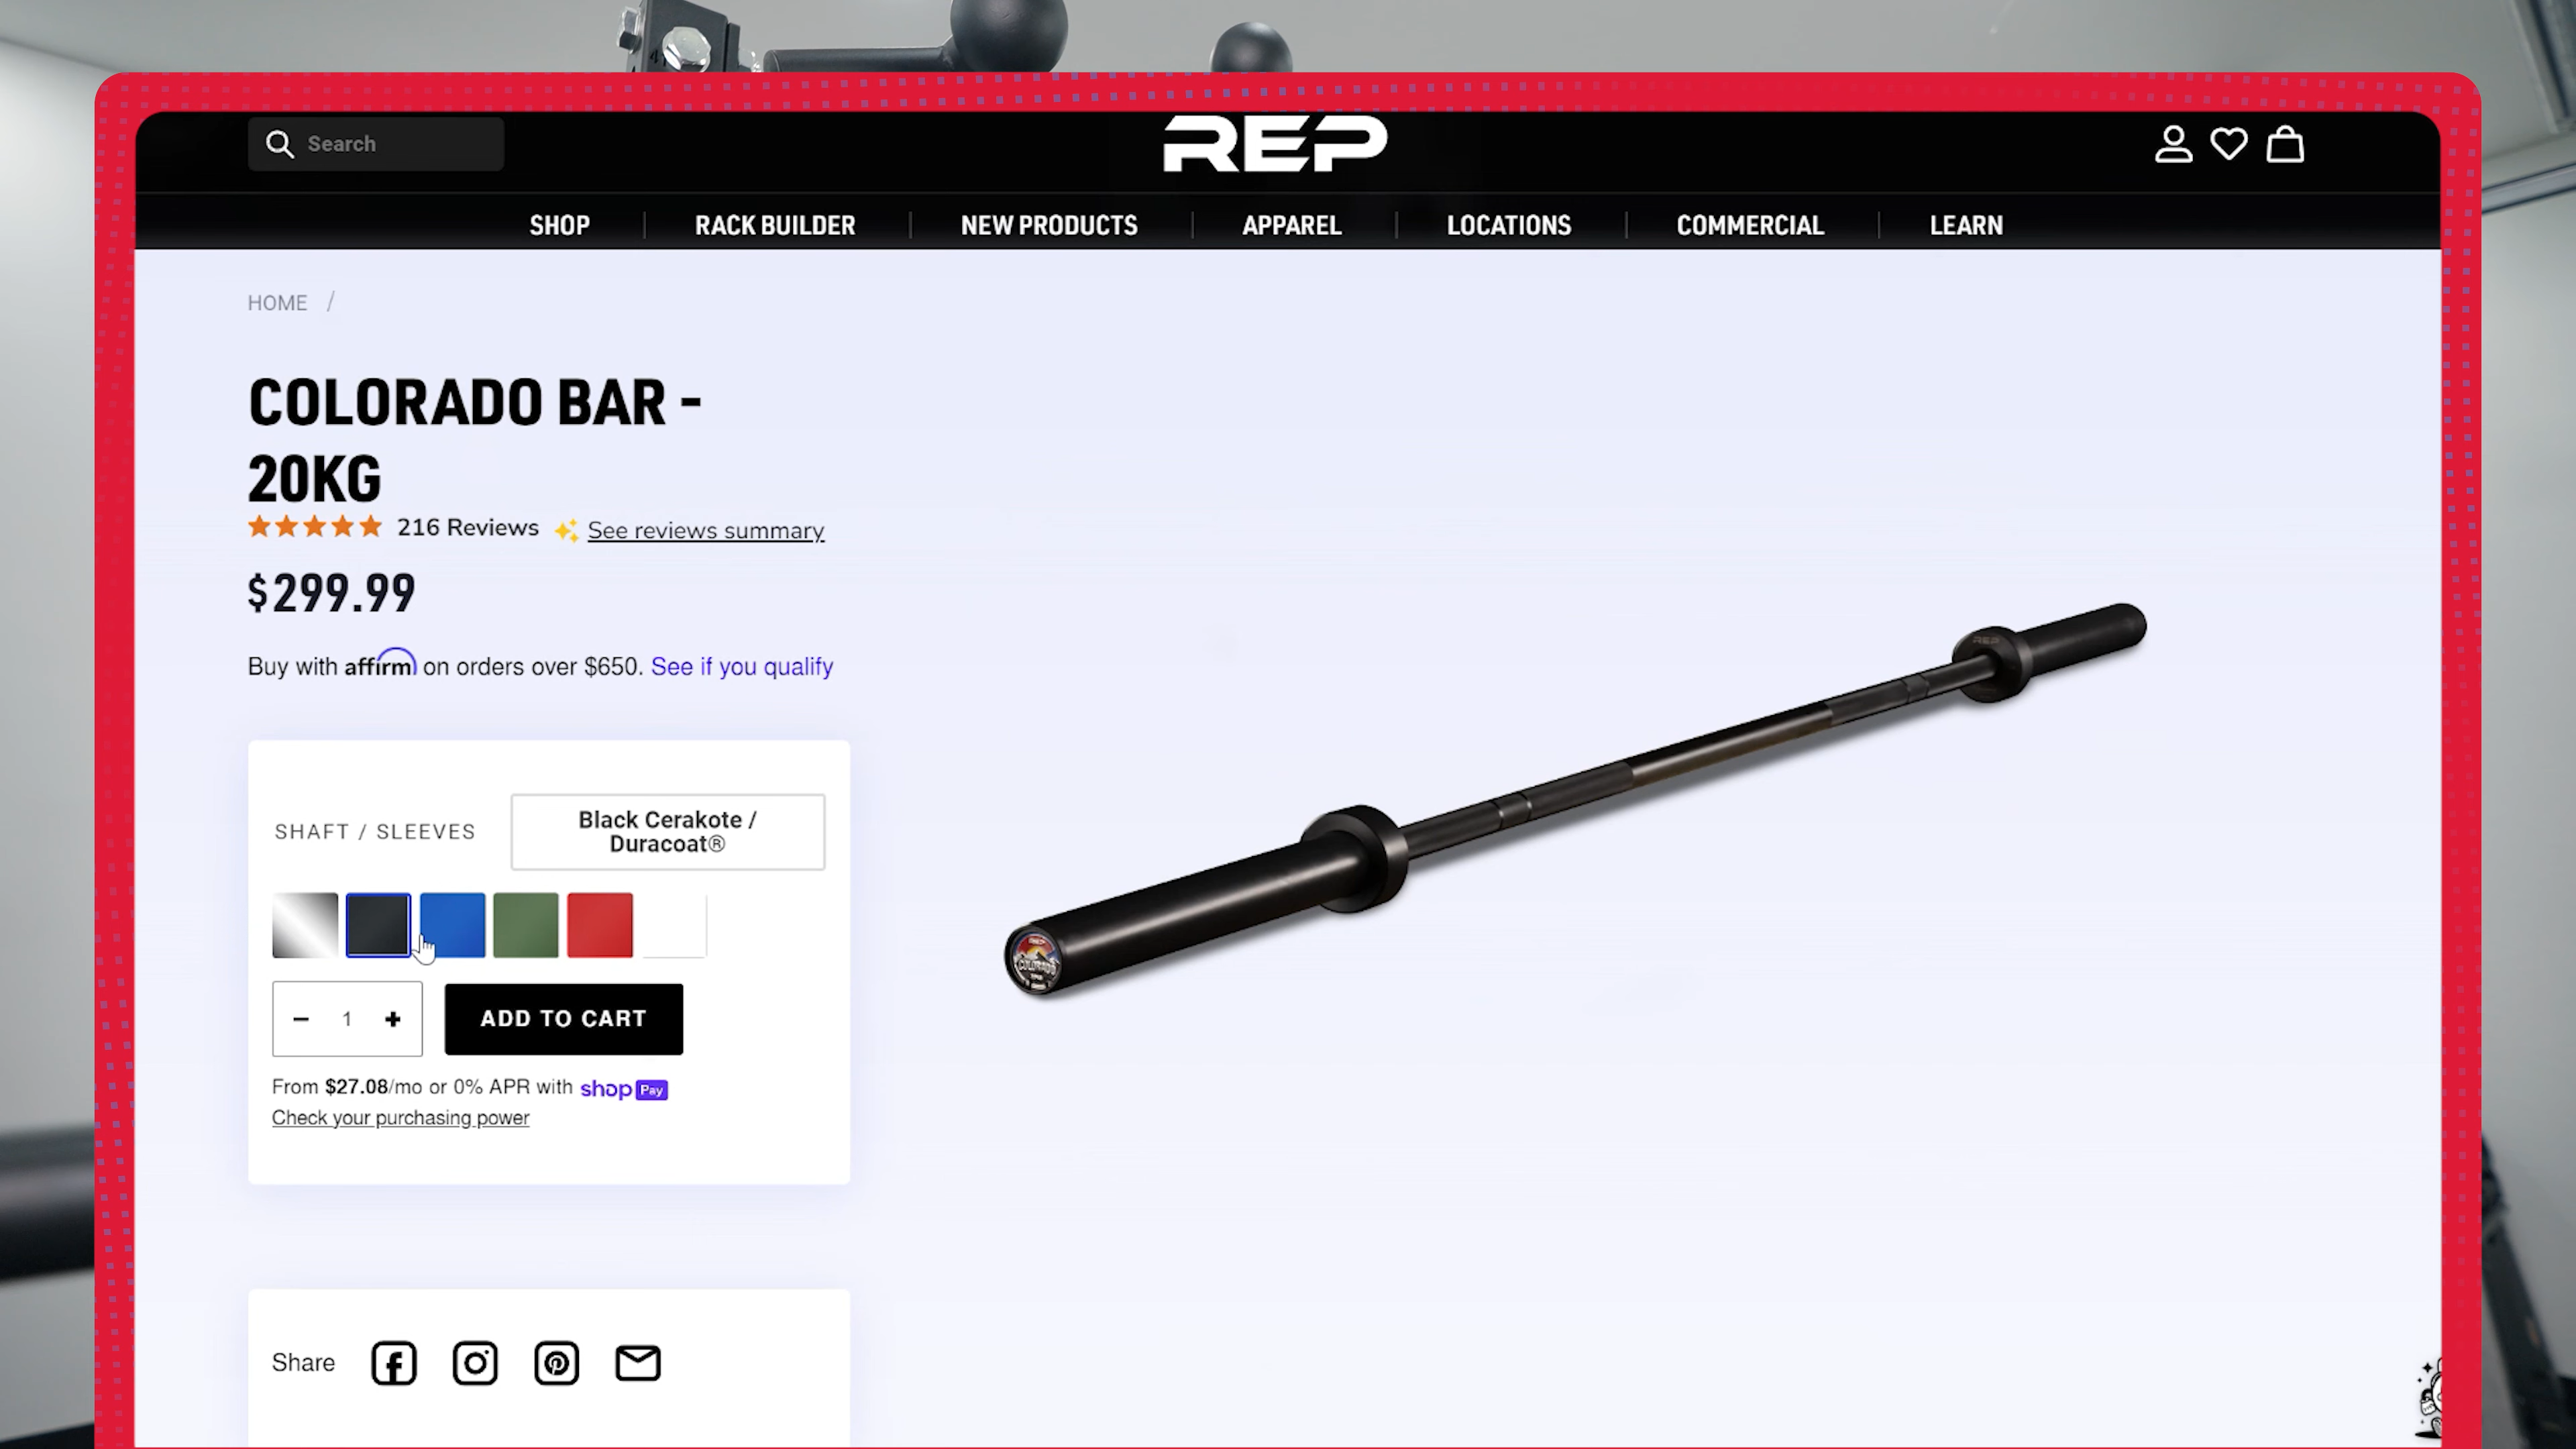 Search
REP
SHOP
RACK BUILDER
NEW PRODUCTS
APPAREL
LOCATIONS
COMMERCIAL
LEARN
HOME /
COLORADO BAR -
20KG
216 Reviews
See reviews summary
$299.99
Buy with affirm on orders over $650. See if you qualify
SHAFT / SLEEVES
Black Cerakote /
Duracoat®
1
ADD TO CART
From $27.08/mo or 0% APR with shop Pay
Check your purchasing power
REP
COLORADO
Share